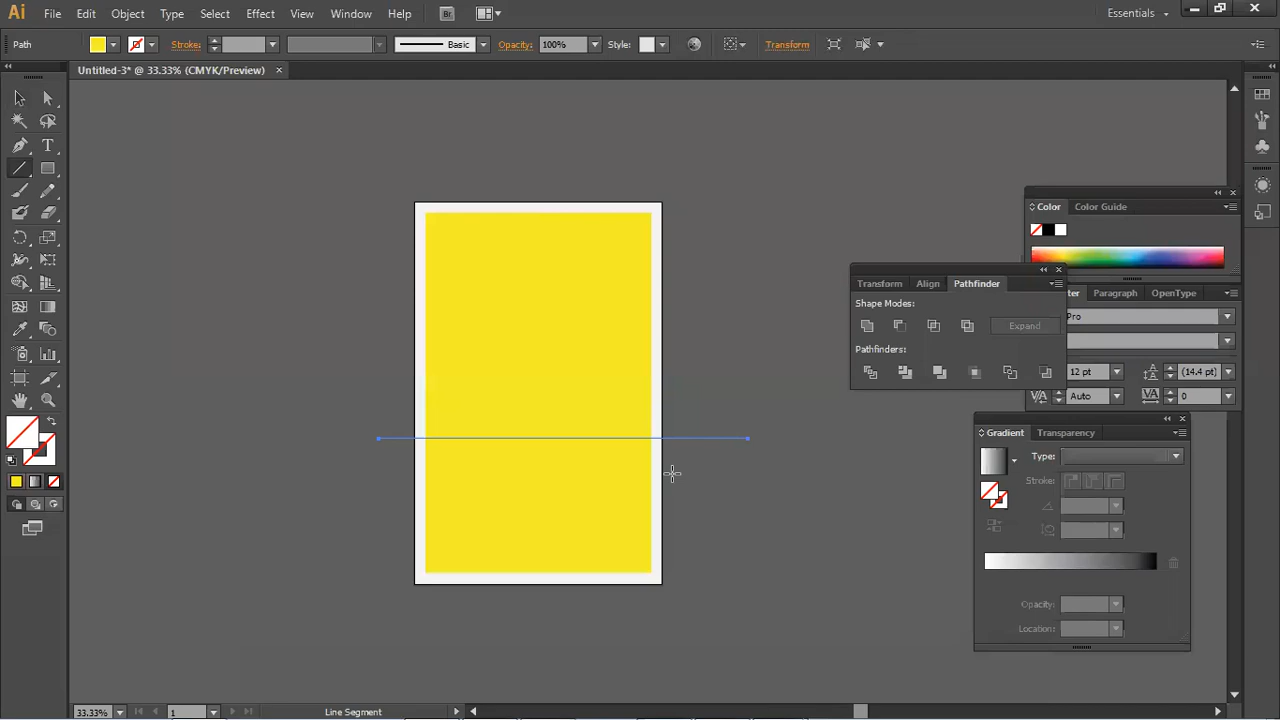 Ai File Edit Object Type Select Effect View Window Help Br Essentials
Path Stroke: Basic Opacity: 100% Style: Transform
Untitled-3* @ 33.33% (CMYK/Preview) ×
Color Color Guide
Transform Align Pathfinder
Paragraph OpenType
Shape Modes:
Pro
Expand
Pathfinders:
12 pt (14.4 pt)
Auto 0
Gradient Transparency
Type:
Stroke:
Opacity:
Location:
33.33% 1 Line Segment